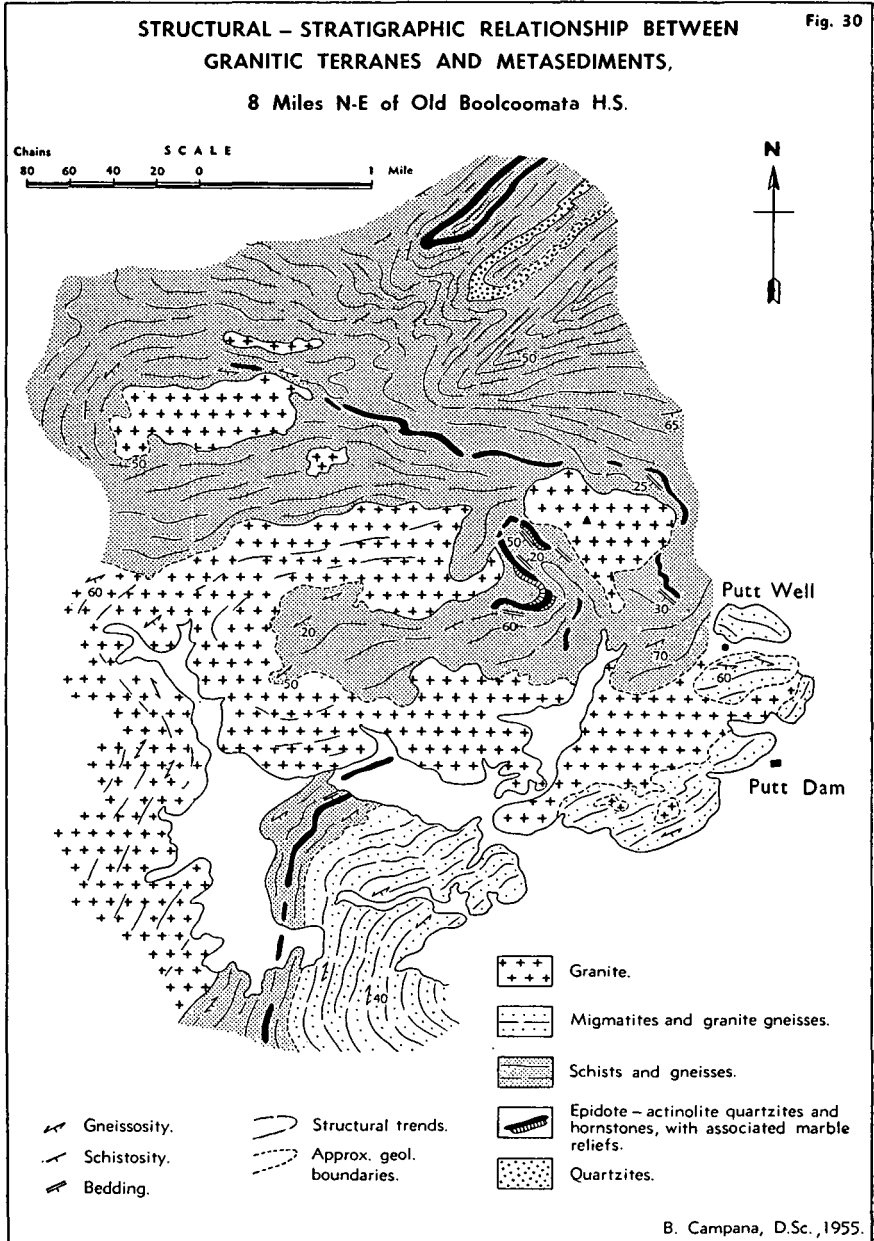 STRUCTURAL – STRATIGRAPHIC RELATIONSHIP BETWEEN
Fig. 30
GRANITIC TERRANES AND METASEDIMENTS,
8 Miles N-E of Old Boolcoomata H.S.
Chains SCALE
80 60 40 20 0 1 Mile
N
50
65
50
25
50
20
60
Putt Well
30
20
60
70
60
50
Putt Dam
40
Granite.
Migmatites and granite gneisses.
Schists and gneisses.
Epidote – actinolite quartzites and
hornstones, with associated marble
reliefs.
Quartzites.
Gneissosity.
Schistosity.
Bedding.
Structural trends.
Approx. geol.
boundaries.
B. Campana, D.Sc., 1955.